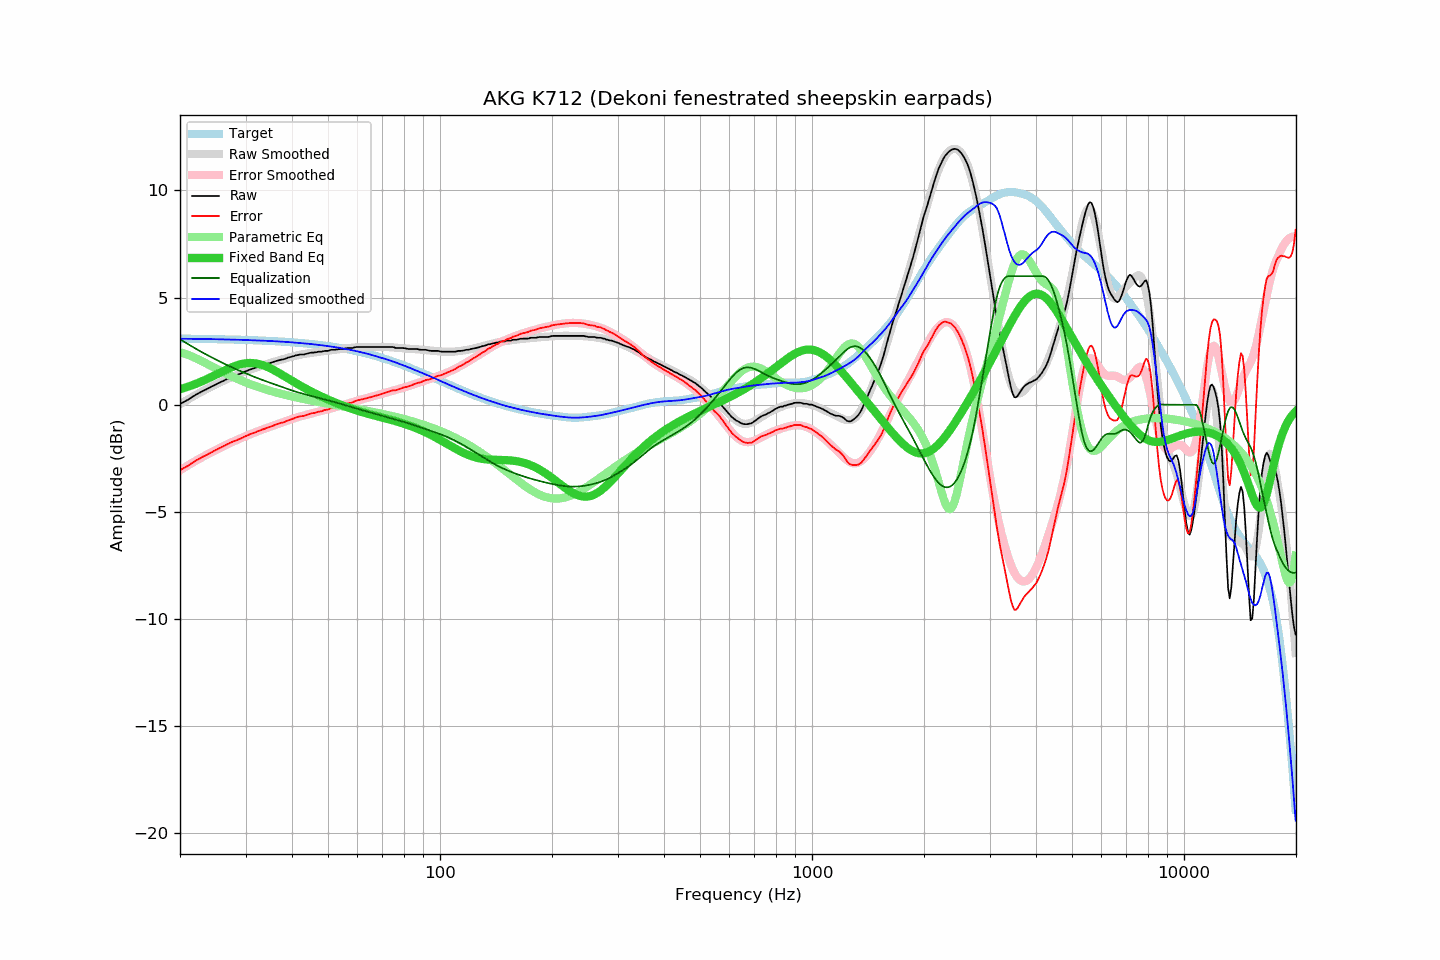 AKG K712 (Dekoni fenestrated sheepskin earpads)
Target
Raw Smoothed
Error Smoothed
Raw
Error
Parametric Eq
Fixed Band Eq
Equalization
Equalized smoothed
10
5
0
−5
−10
−15
−20
Amplitude (dBr)
100
1000
10000
Frequency (Hz)